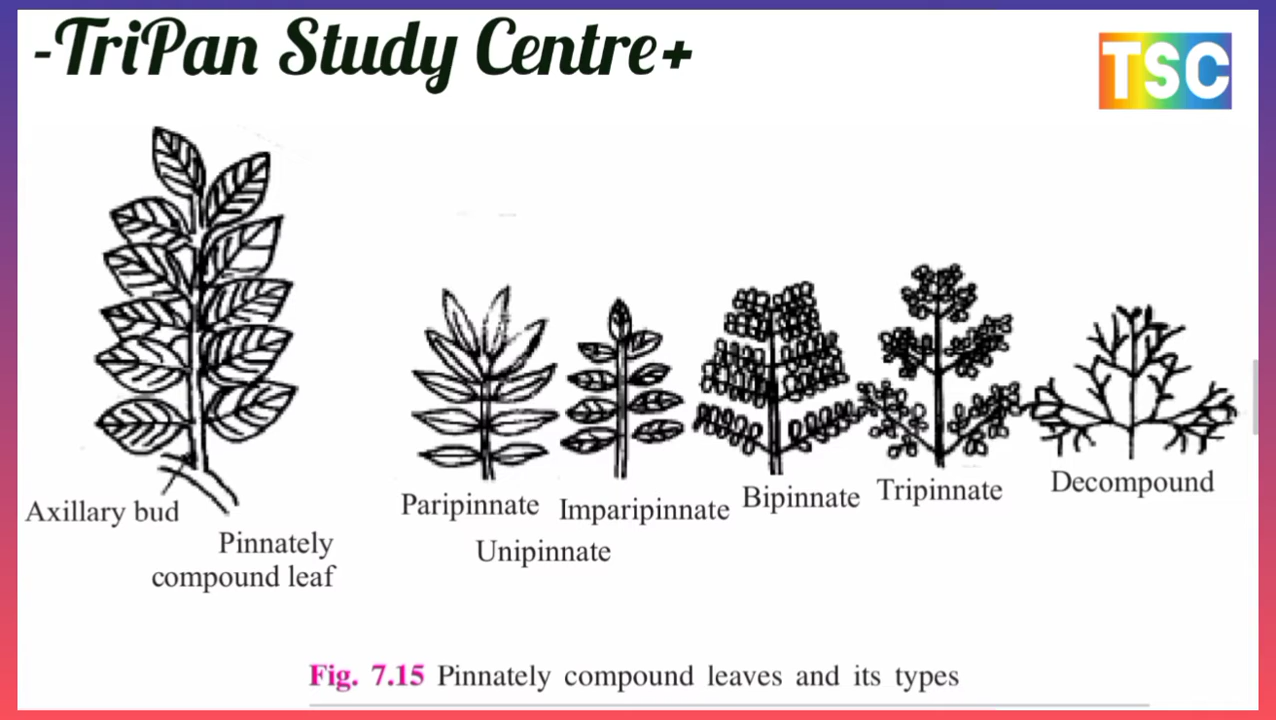 -TriPan Study Centre+
TSC
Axillary bud
Pinnately
compound leaf
Paripinnate
Imparipinnate
Unipinnate
Bipinnate
Tripinnate
Decompound
Fig. 7.15 Pinnately compound leaves and its types